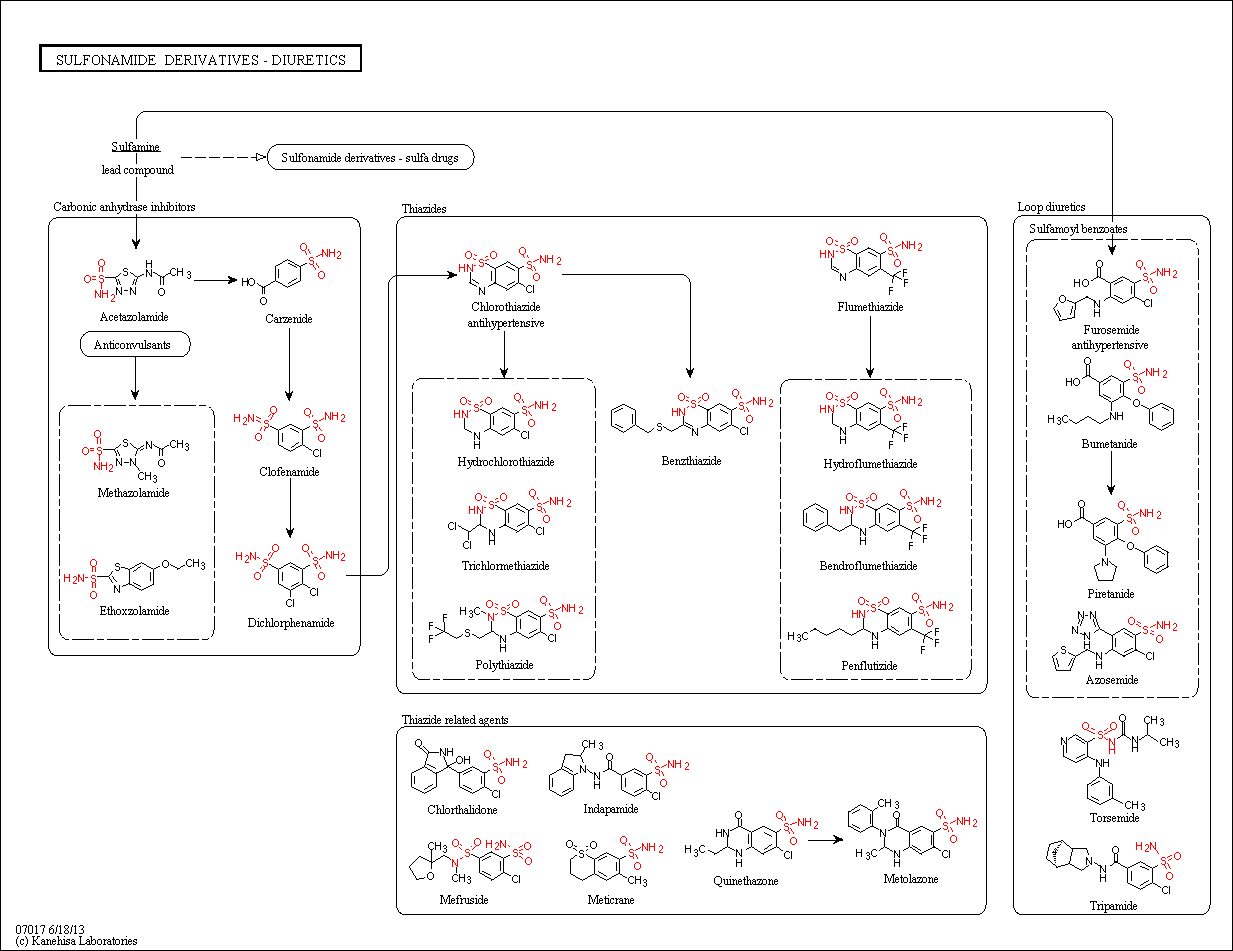 SULFONAMIDE DERIVATIVES - DIURETICS
Sulfamine
lead compound
Sulfonamide derivatives - sulfa drugs
Carbonic anhydrase inhibitors
Acetazolamide
Carzenide
Anticonvulsants
Methazolamide
Clofenamide
Ethoxzolamide
Dichlorphenamide
Thiazides
Chlorothiazide
antihypertensive
Flumethiazide
Hydrochlorothiazide
Benzthiazide
Hydroflumethiazide
Trichlormethiazide
Bendroflumethiazide
Polythiazide
Penflutizide
Thiazide related agents
Chlorthalidone
Indapamide
Mefruside
Meticrane
Quinethazone
Metolazone
Loop diuretics
Sulfamoyl benzoates
Furosemide
antihypertensive
Bumetanide
Piretanide
Azosemide
Torsemide
Tripamide
07017 6/18/13
(c) Kanehisa Laboratories